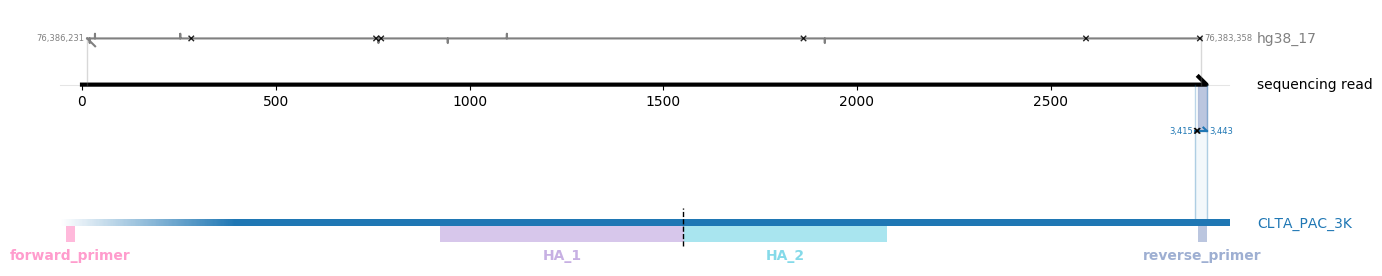 76,386,231 76,383,358 hg38_17
sequencing read
0 500 1000 1500 2000 2500
3,415 3,443
CLTA_PAC_3K
forward_primer HA_1 HA_2 reverse_primer